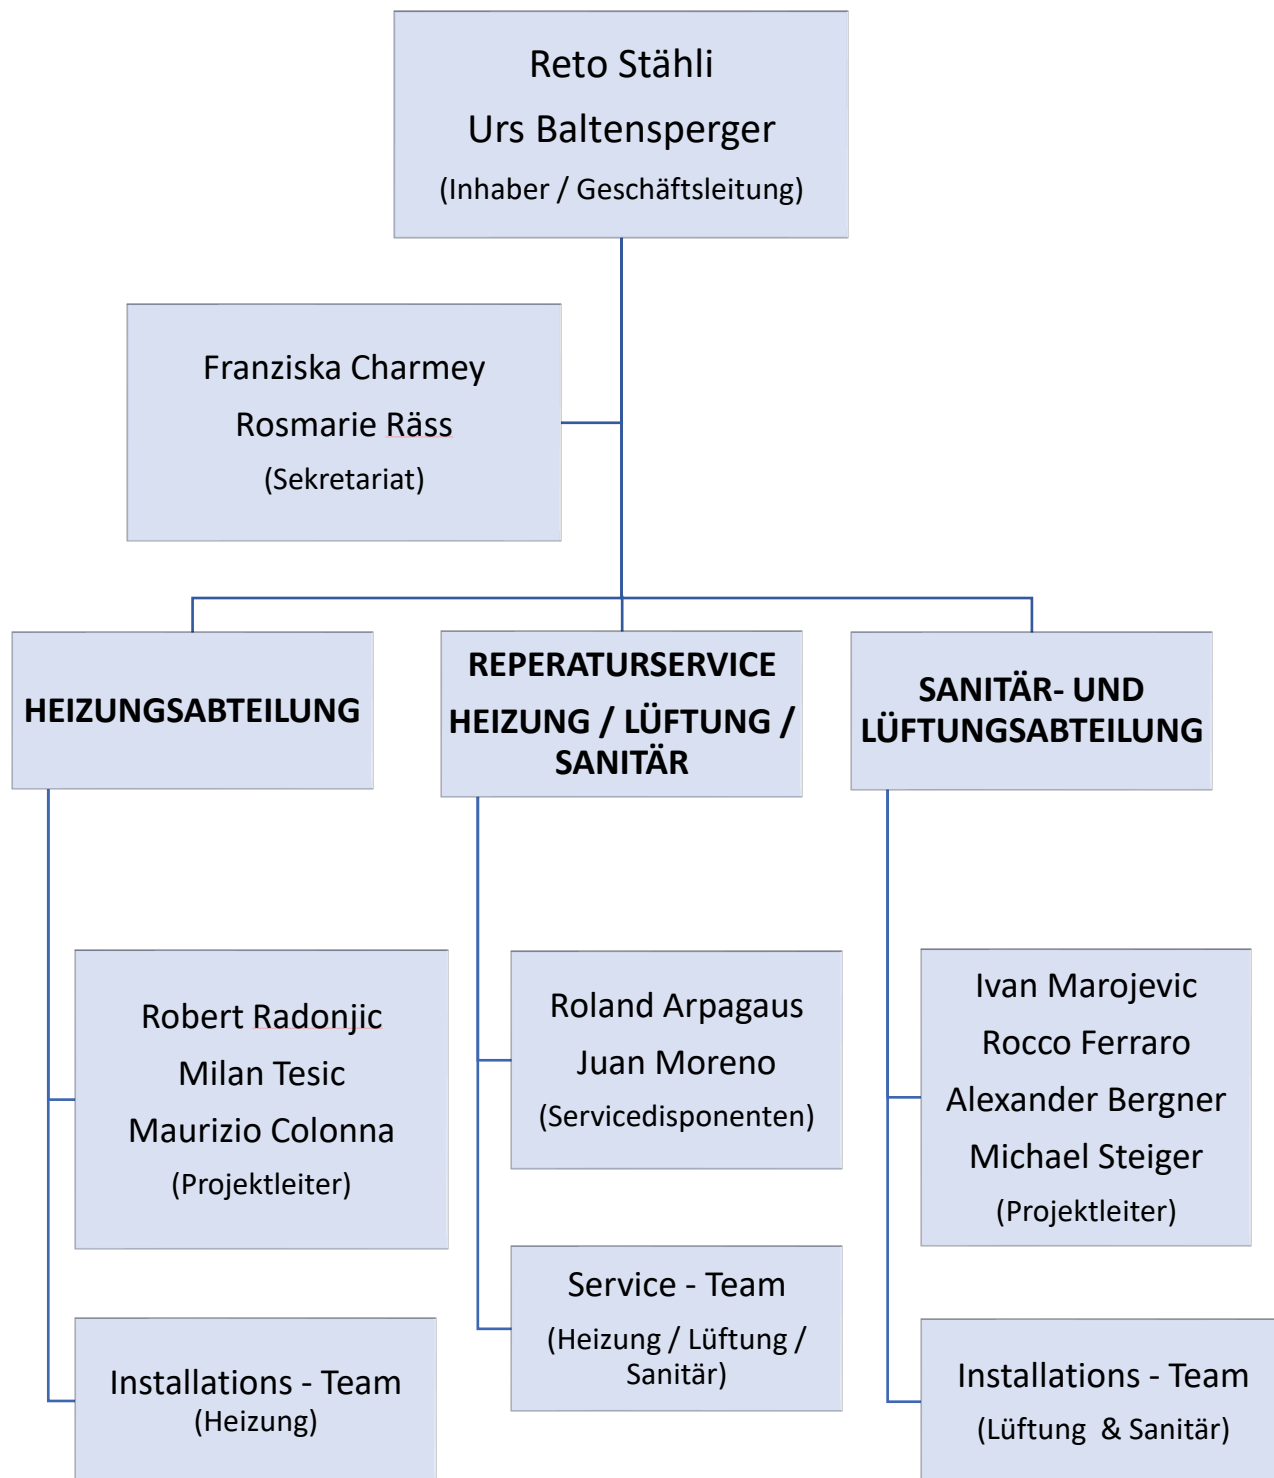 Reto Stähli
Urs Baltensperger
(Inhaber / Geschäftsleitung)
Franziska Charmey
Rosmarie Räss
(Sekretariat)
HEIZUNGSABTEILUNG
REPERATURSERVICE
HEIZUNG / LÜFTUNG /
SANITÄR
SANITÄR- UND
LÜFTUNGSABTEILUNG
Robert Radonjic
Milan Tesic
Maurizio Colonna
(Projektleiter)
Roland Arpagaus
Juan Moreno
(Servicedisponenten)
Ivan Marojevic
Rocco Ferraro
Alexander Bergner
Michael Steiger
(Projektleiter)
Installations - Team
(Heizung)
Service - Team
(Heizung / Lüftung /
Sanitär)
Installations - Team
(Lüftung & Sanitär)